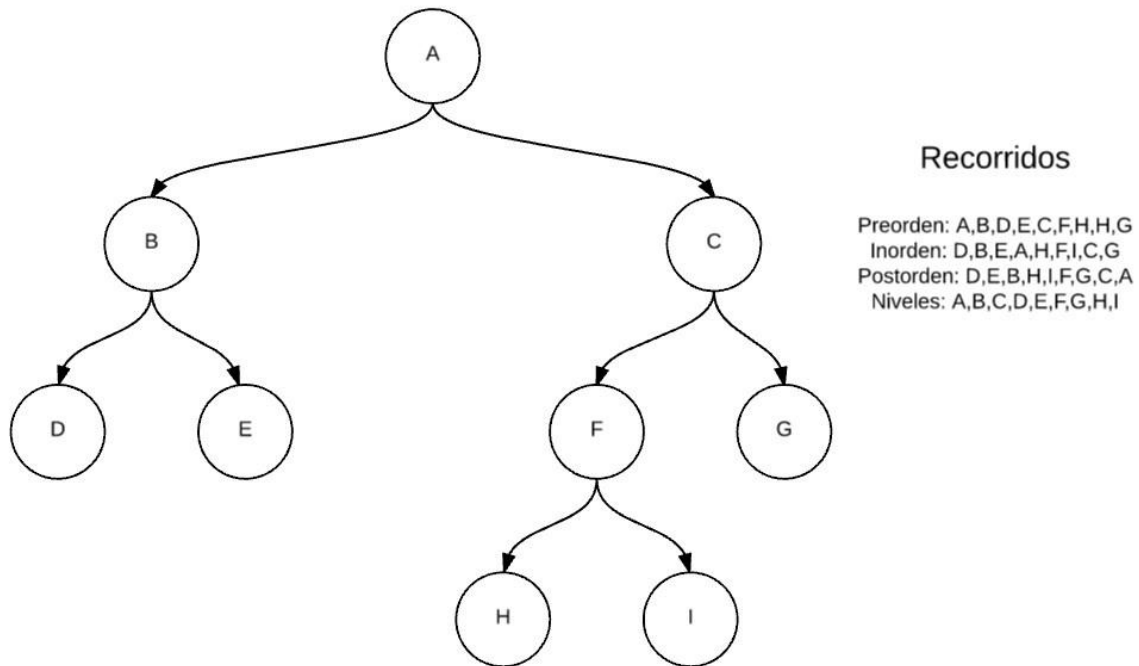 A
Recorridos
B
C
Preorden: A,B,D,E,C,F,H,H,G
Inorden: D,B,E,A,H,F,I,C,G
Postorden: D,E,B,H,I,F,G,C,A
Niveles: A,B,C,D,E,F,G,H,I
D
E
F
G
H
I